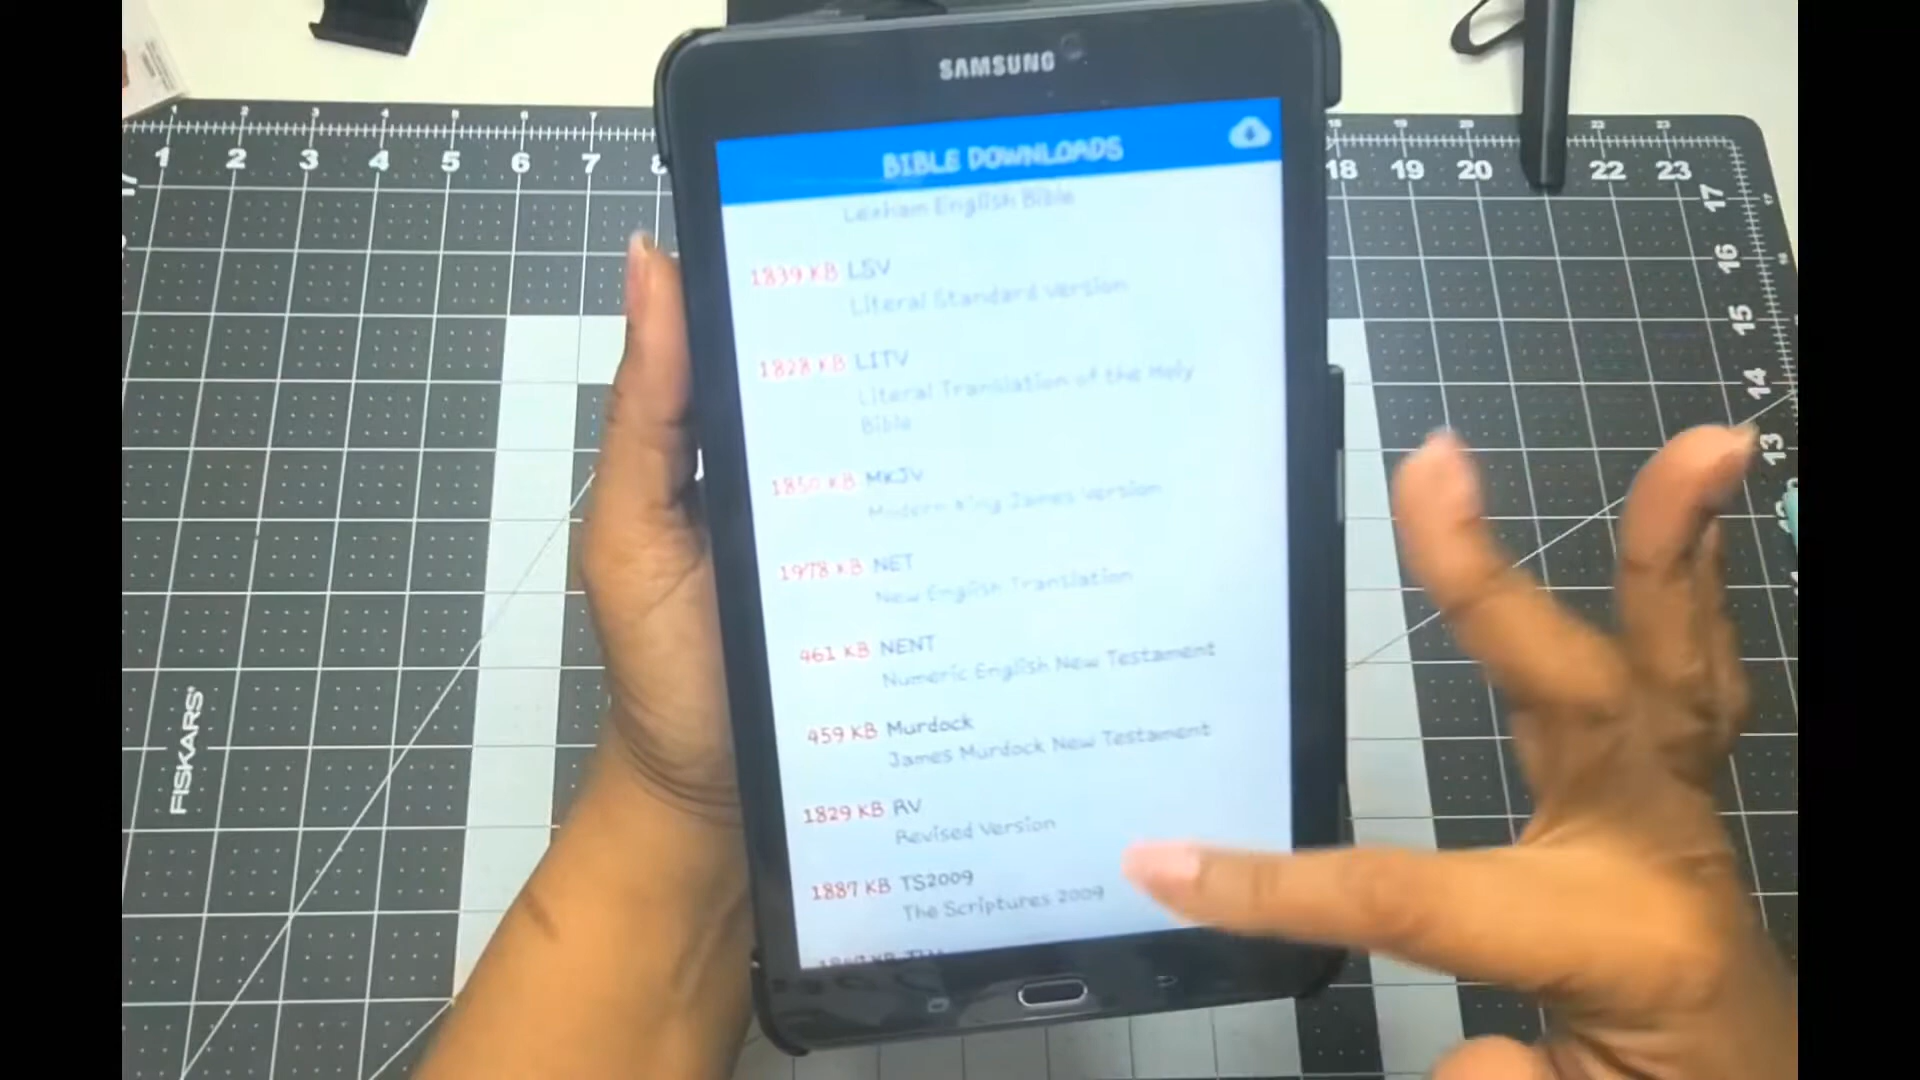 SAMSUNG
BIBLE DOWNLOADS
Lexham English Bible
1839 KB LSV
Literal Standard Version
1828 KB LITV
Literal Translation of the Holy
Bible
1850 KB MKJV
Modern King James Version
1978 KB NET
New English Translation
461 KB NENT
Numeric English New Testament
459 KB Murdock
James Murdock New Testament
1829 KB RV
Revised Version
1887 KB TS2009
The Scriptures 2009
1 2 3 4 5 6 7 8
18 19 20 22 23
17
16
15
14
13
FISKARS